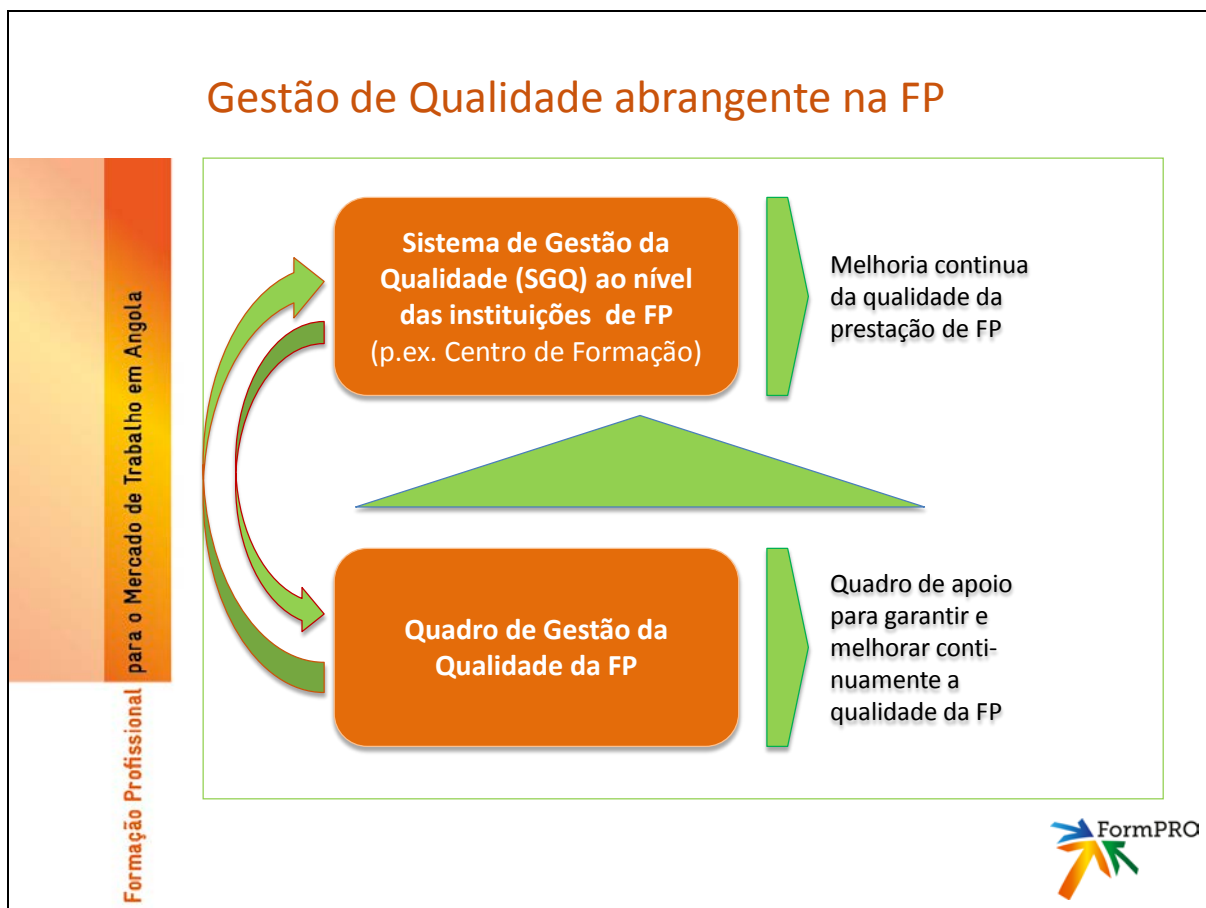 Gestão de Qualidade abrangente na FP
Sistema de Gestão da
Qualidade (SGQ) ao nível
das instituições de FP
(p.ex. Centro de Formação)
Melhoria continua
da qualidade da
prestação de FP
Quadro de Gestão da
Qualidade da FP
Quadro de apoio
para garantir e
melhorar conti-
nuamente a
qualidade da FP
Formação Profissional para o Mercado de Trabalho em Angola
FormPRO